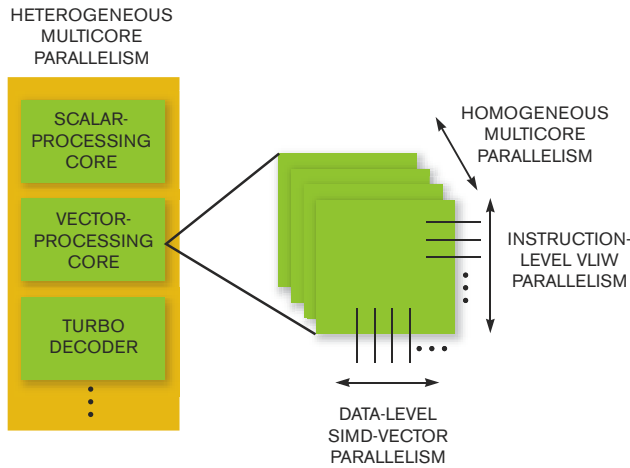 HETEROGENEOUS
MULTICORE
PARALLELISM
SCALAR-
PROCESSING
CORE
VECTOR-
PROCESSING
CORE
TURBO
DECODER
HOMOGENEOUS
MULTICORE
PARALLELISM
INSTRUCTION-
LEVEL VLIW
PARALLELISM
DATA-LEVEL
SIMD-VECTOR
PARALLELISM